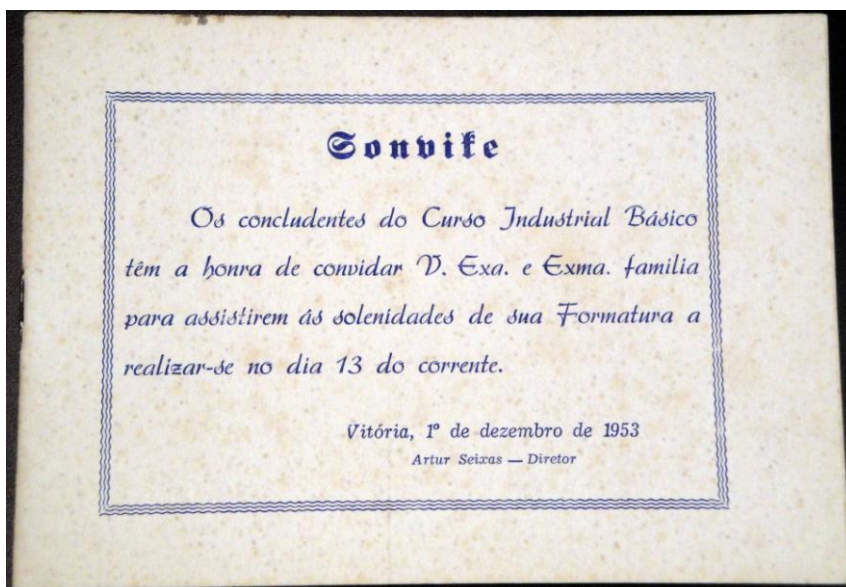 Sonvike
Os concludentes do Curso Industrial Básico
têm a honra de convidar V. Exa. e Exma. familia
para assistirem ás solenidades de sua Formatura a
realizar-se no dia 13 do corrente.
Vitória, 1º de dezembro de 1953
Artur Seixas — Diretor